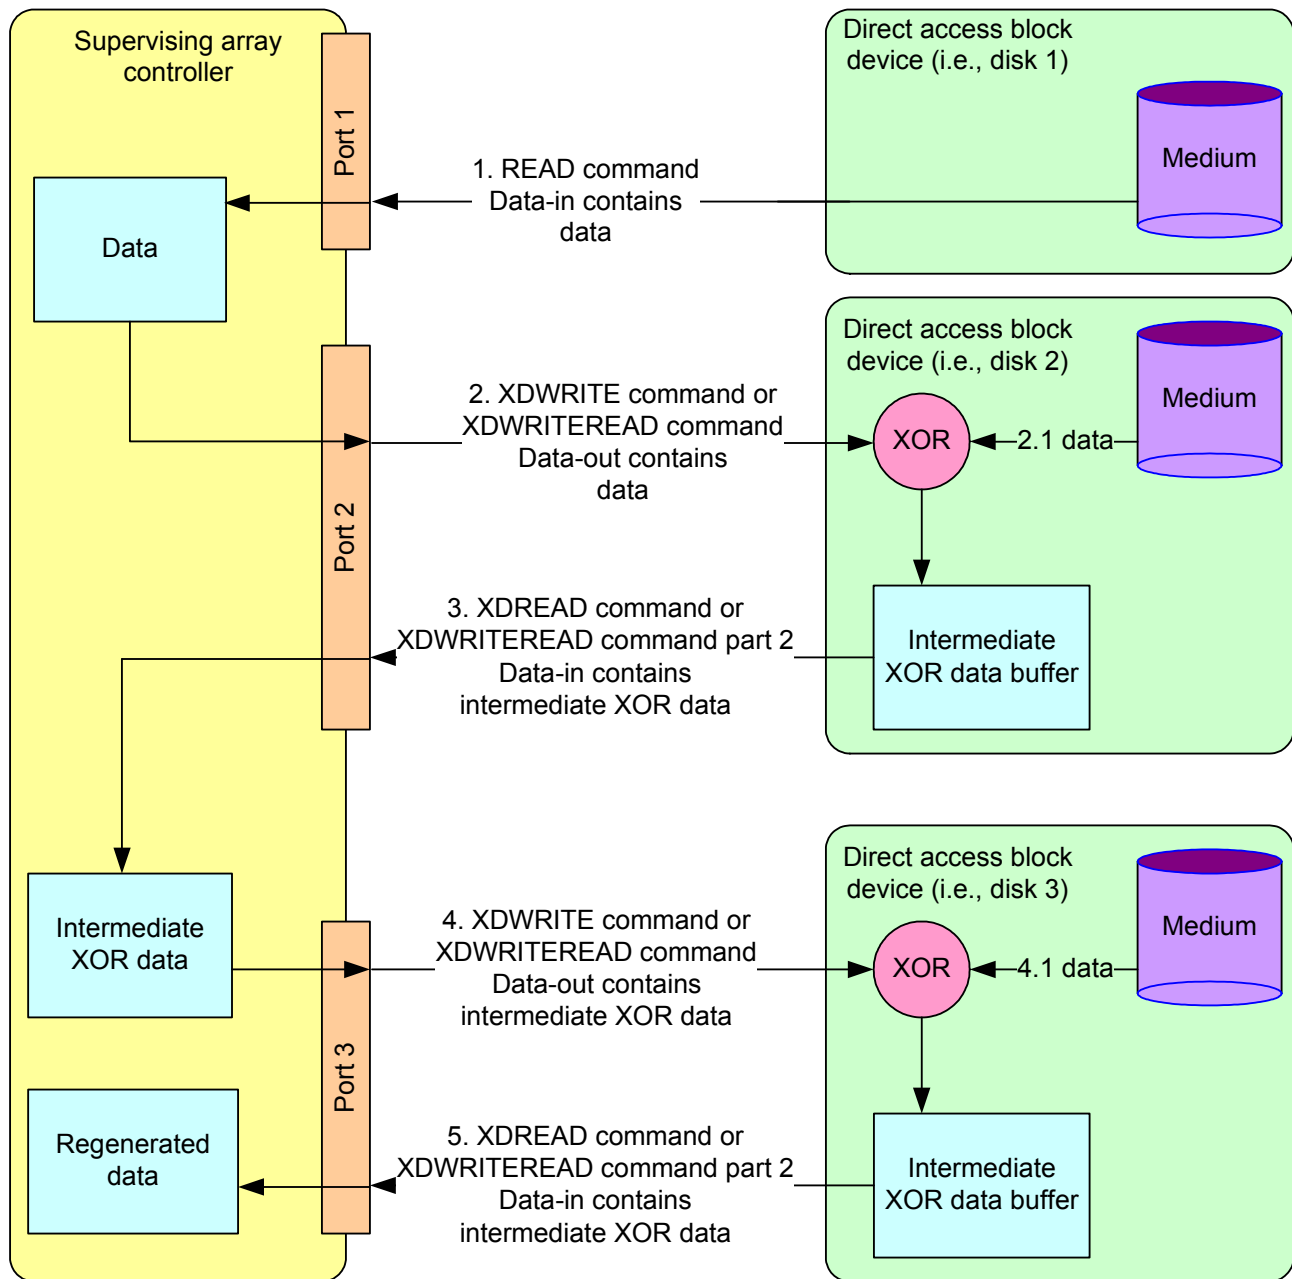 Supervising array
controller
Port 1
Data
1. READ command
Data-in contains
data
Direct access block
device (i.e., disk 1)
Medium
Port 2
2. XDWRITE command or
XDWRITEREAD command
Data-out contains
data
Direct access block
device (i.e., disk 2)
XOR
2.1 data
Medium
3. XDREAD command or
XDWRITEREAD command part 2
Data-in contains
intermediate XOR data
Intermediate
XOR data buffer
Intermediate
XOR data
Port 3
4. XDWRITE command or
XDWRITEREAD command
Data-out contains
intermediate XOR data
Direct access block
device (i.e., disk 3)
XOR
4.1 data
Medium
Regenerated
data
5. XDREAD command or
XDWRITEREAD command part 2
Data-in contains
intermediate XOR data
Intermediate
XOR data buffer